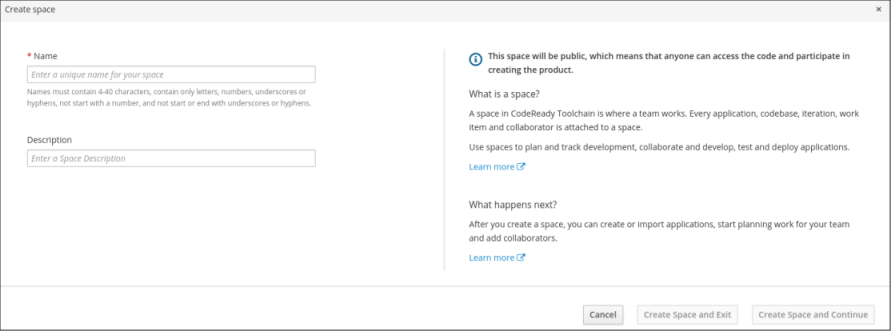 Create space
×
* Name
Enter a unique name for your space
Names must contain 4-40 characters, contain only letters, numbers, underscores or
hyphens, not start with a number, and not start or end with underscores or hyphens.
Description
Enter a Space Description
This space will be public, which means that anyone can access the code and participate in
creating the product.
What is a space?
A space in CodeReady Toolchain is where a team works. Every application, codebase, iteration, work
item and collaborator is attached to a space.
Use spaces to plan and track development, collaborate and develop, test and deploy applications.
Learn more
What happens next?
After you create a space, you can create or import applications, start planning work for your team
and add collaborators.
Learn more
Cancel
Create Space and Exit
Create Space and Continue